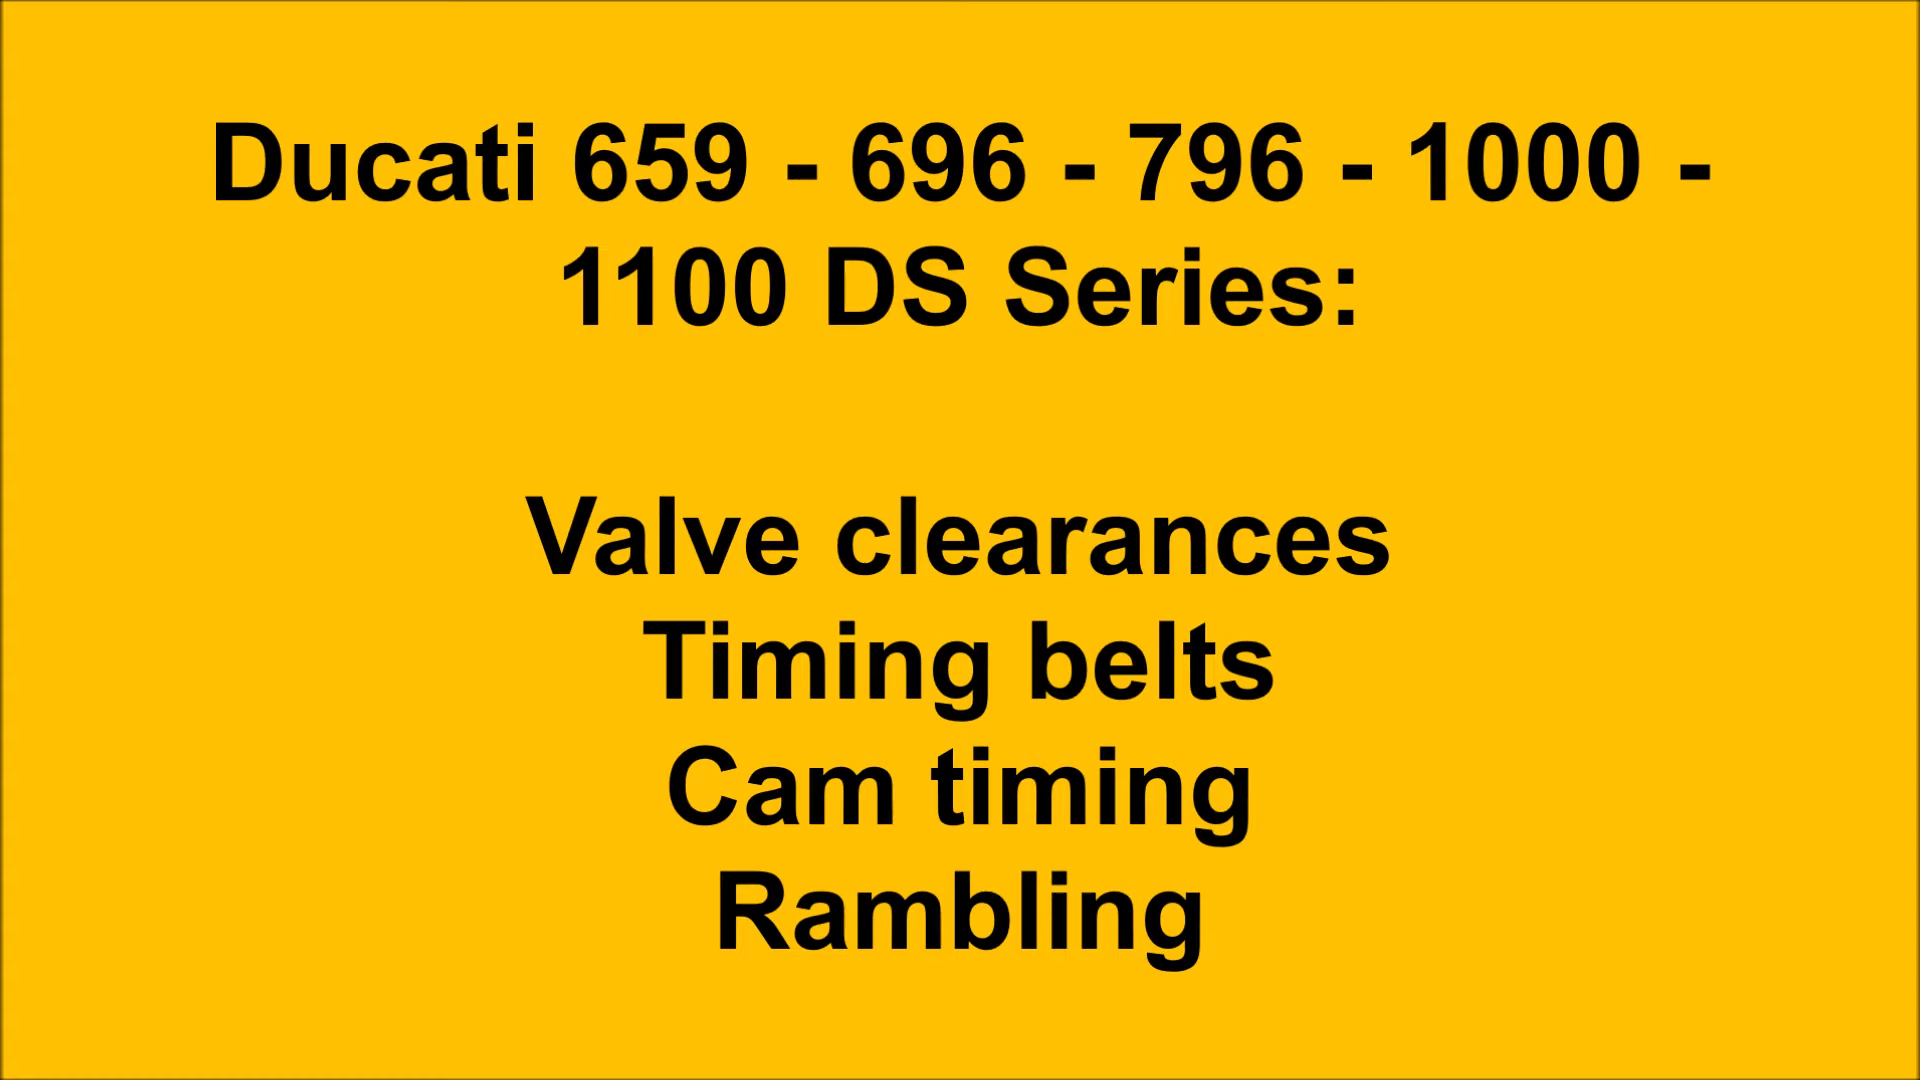 Ducati 659 - 696 - 796 - 1000 -
1100 DS Series:
Valve clearances
Timing belts
Cam timing
Rambling